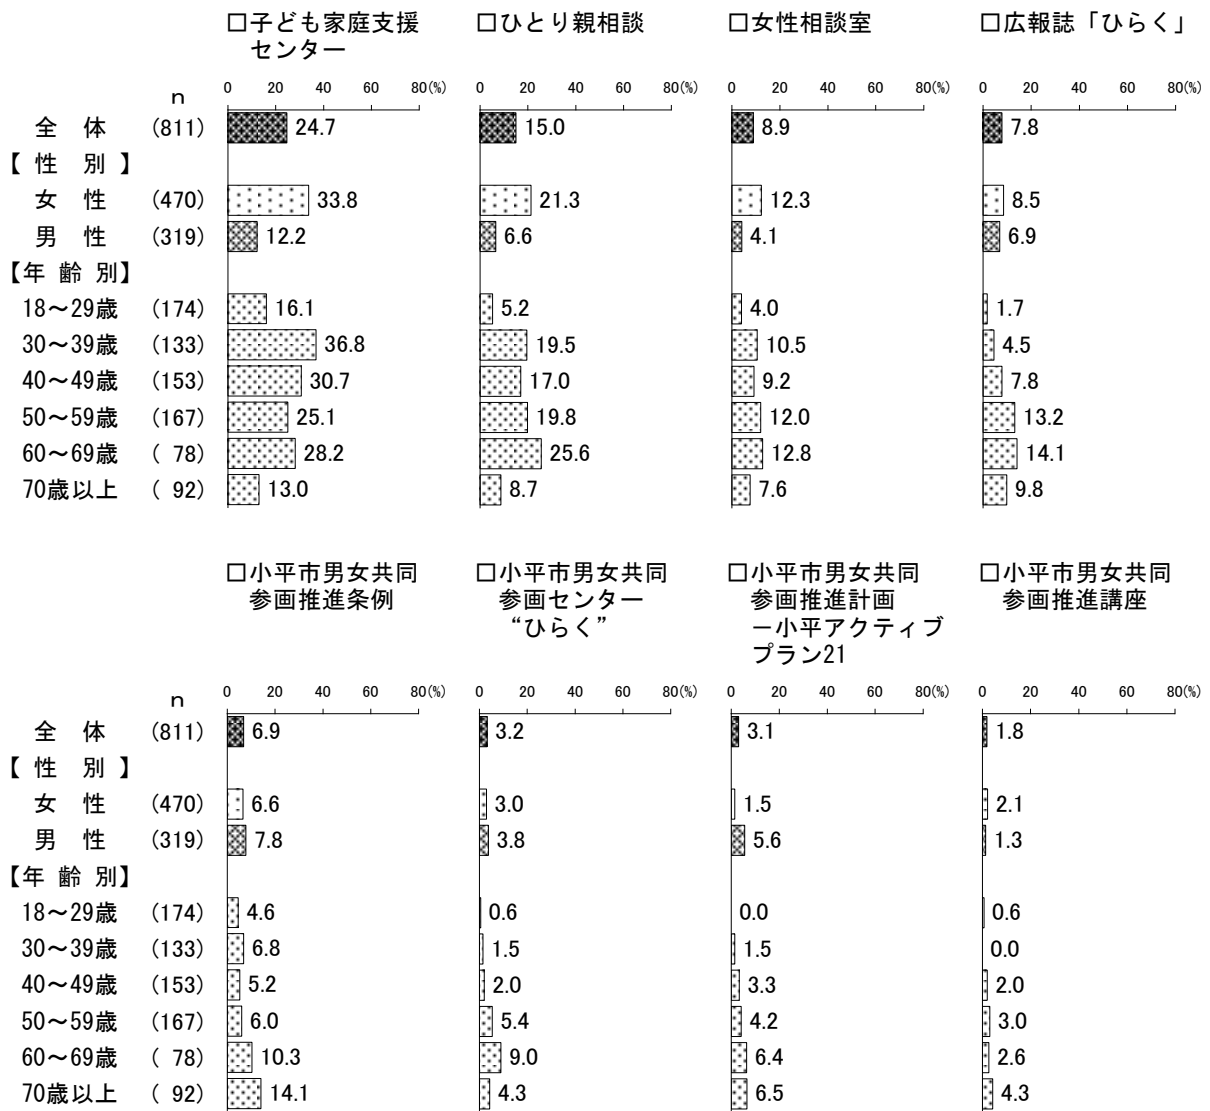 □子ども家庭支援 □ひとり親相談 □女性相談室 □広報誌「ひらく」
センター
n 0 20 40 60 80(%) 0 20 40 60 80(%) 0 20 40 60 80(%) 0 20 40 60 80(%)
全 体 (811) 24.7 15.0 8.9 7.8
【 性 別 】
女 性 (470) 33.8 21.3 12.3 8.5
男 性 (319) 12.2 6.6 4.1 6.9
【年 齢 別】
18～29歳 (174) 16.1 5.2 4.0 1.7
30～39歳 (133) 36.8 19.5 10.5 4.5
40～49歳 (153) 30.7 17.0 9.2 7.8
50～59歳 (167) 25.1 19.8 12.0 13.2
60～69歳 ( 78) 28.2 25.6 12.8 14.1
70歳以上 ( 92) 13.0 8.7 7.6 9.8
□小平市男女共同 □小平市男女共同 □小平市男女共同 □小平市男女共同
参画推進条例 参画センター 参画推進計画 参画推進講座
“ひらく” －小平アクティブ
プラン21
n 0 20 40 60 80(%) 0 20 40 60 80(%) 0 20 40 60 80(%) 0 20 40 60 80(%)
全 体 (811) 6.9 3.2 3.1 1.8
【 性 別 】
女 性 (470) 6.6 3.0 1.5 2.1
男 性 (319) 7.8 3.8 5.6 1.3
【年 齢 別】
18～29歳 (174) 4.6 0.6 0.0 0.6
30～39歳 (133) 6.8 1.5 1.5 0.0
40～49歳 (153) 5.2 2.0 3.3 2.0
50～59歳 (167) 6.0 5.4 4.2 3.0
60～69歳 ( 78) 10.3 9.0 6.4 2.6
70歳以上 ( 92) 14.1 4.3 6.5 4.3